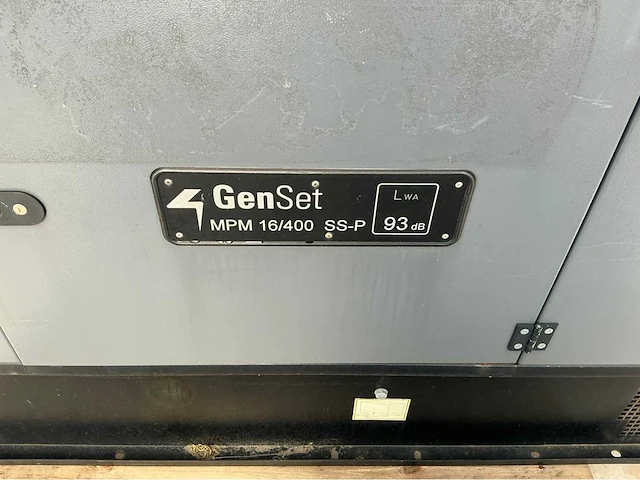 GenSet
MPM 16/400 SS-P
LWA
93 dB